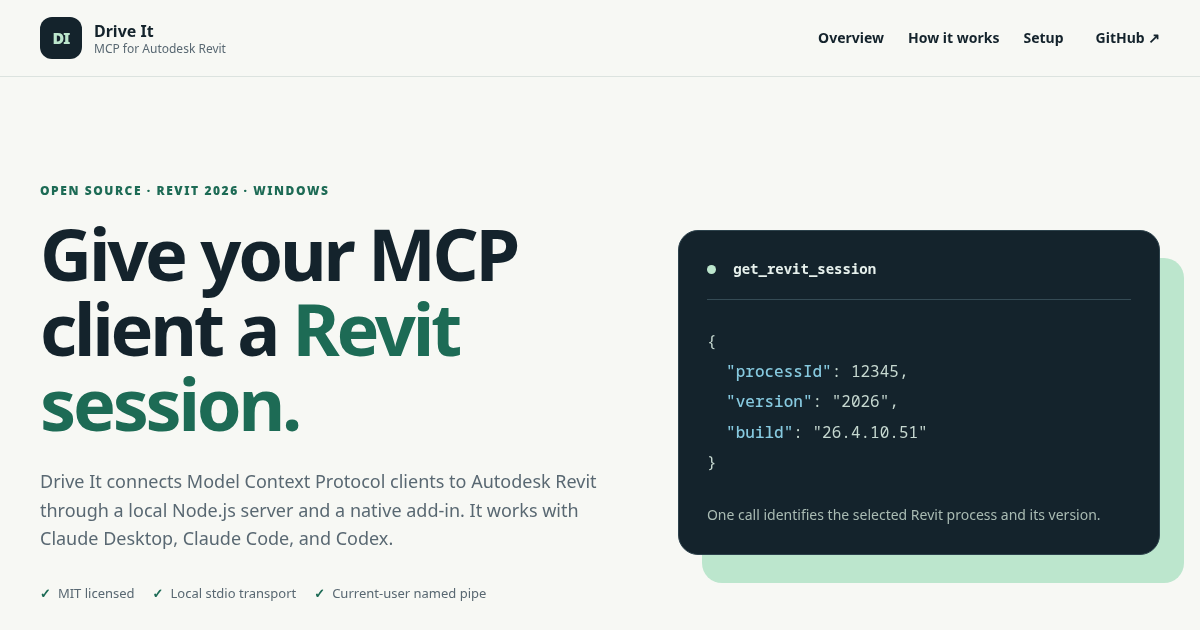 DI
Drive It
MCP for Autodesk Revit
Overview
How it works
Setup
GitHub ↗
OPEN SOURCE · REVIT 2026 · WINDOWS
Give your MCP
client a Revit
session.
Drive It connects Model Context Protocol clients to Autodesk Revit
through a local Node.js server and a native add-in. It works with
Claude Desktop, Claude Code, and Codex.
✓ MIT licensed
✓ Local stdio transport
✓ Current-user named pipe
get_revit_session
{
"processId": 12345,
"version": "2026",
"build": "26.4.10.51"
}
One call identifies the selected Revit process and its version.